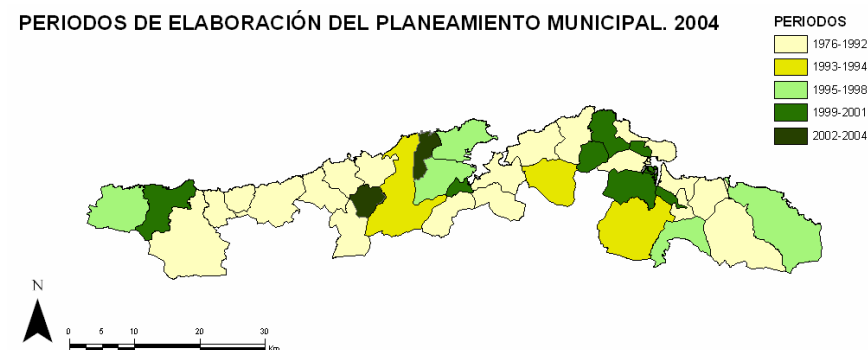 PERIODOS DE ELABORACIÓN DEL PLANEAMIENTO MUNICIPAL. 2004
PERIODOS
1976-1992
1993-1994
1995-1998
1999-2001
2002-2004
N
0 5 10 20 30
Km